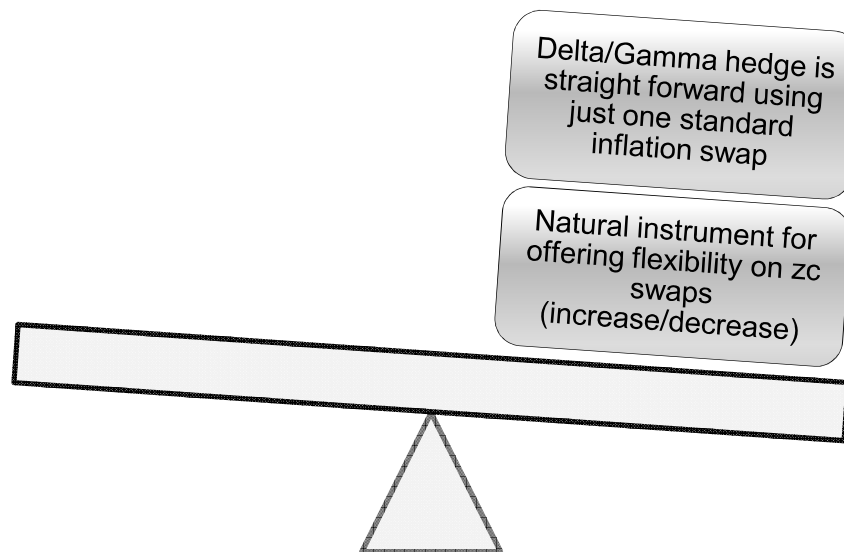 Delta/Gamma hedge is
straight forward using
just one standard
inflation swap
Natural instrument for
offering flexibility on zc
swaps
(increase/decrease)